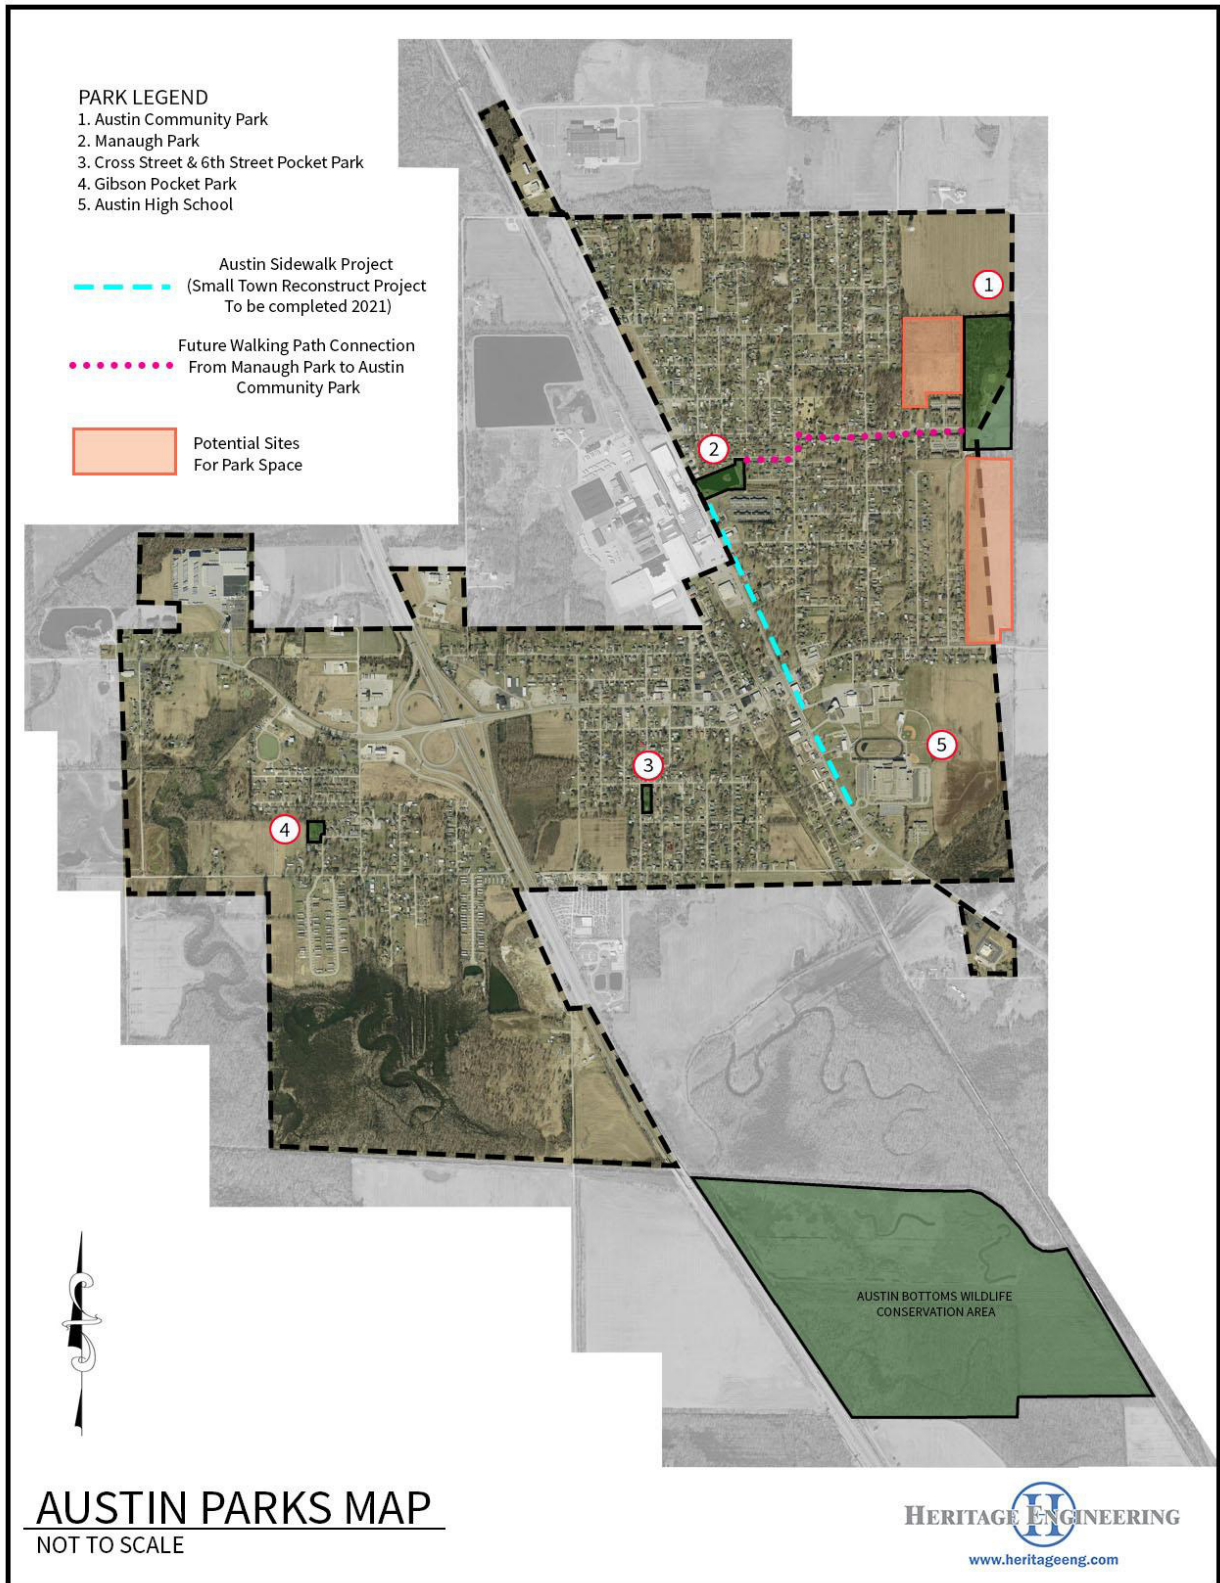 PARK LEGEND
1. Austin Community Park
2. Manaugh Park
3. Cross Street & 6th Street Pocket Park
4. Gibson Pocket Park
5. Austin High School
Austin Sidewalk Project
(Small Town Reconstruct Project
To be completed 2021)
Future Walking Path Connection
From Manaugh Park to Austin
Community Park
Potential Sites
For Park Space
1
2
3
5
4
AUSTIN BOTTOMS WILDLIFE
CONSERVATION AREA
AUSTIN PARKS MAP
NOT TO SCALE
H
HERITAGE ENGINEERING
www.heritageeng.com